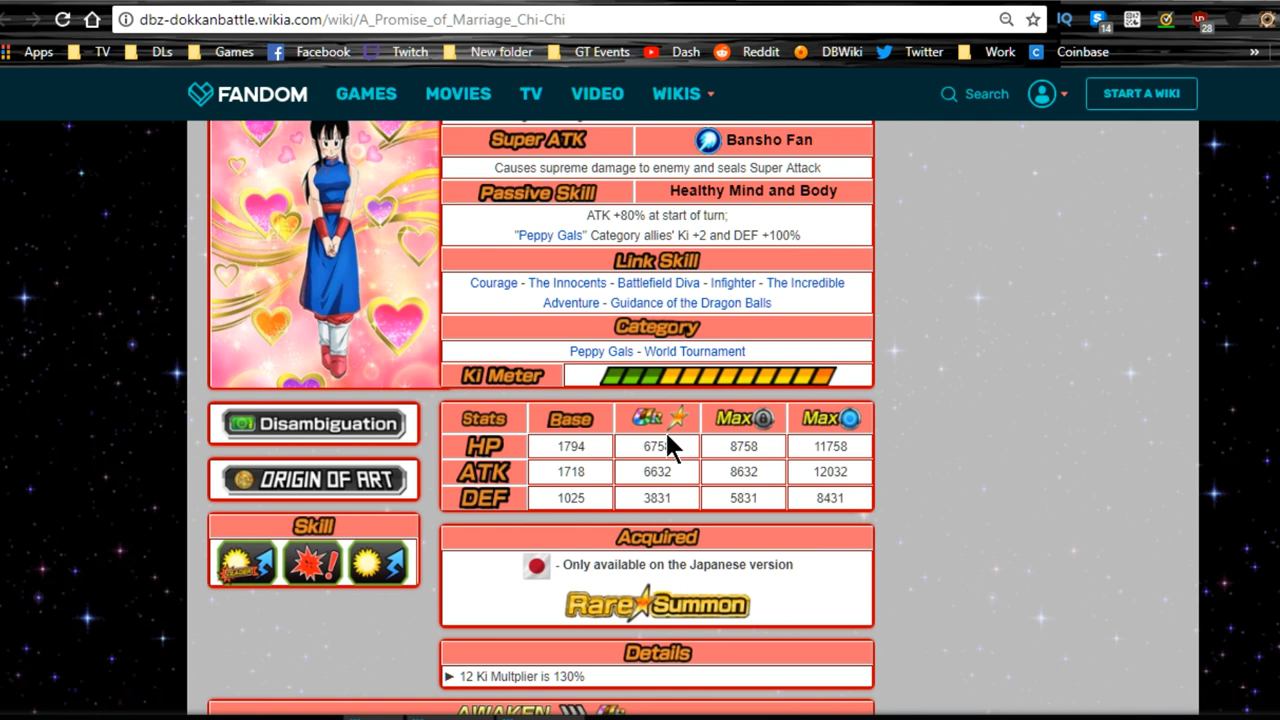 dbz-dokkanbattle.wikia.com/wiki/A_Promise_of_Marriage_Chi-Chi
IQ
14
28
Apps TV DLs Games Facebook Twitch New folder GT Events Dash Reddit DBWiki Twitter Work Coinbase »
FANDOM GAMES MOVIES TV VIDEO WIKIS Search START A WIKI
Super ATK Bansho Fan
Causes supreme damage to enemy and seals Super Attack
Passive Skill Healthy Mind and Body
ATK +80% at start of turn;
"Peppy Gals" Category allies' Ki +2 and DEF +100%
Link Skill
Courage - The Innocents - Battlefield Diva - Infighter - The Incredible
Adventure - Guidance of the Dragon Balls
Category
Peppy Gals - World Tournament
Ki Meter
Disambiguation
ORIGIN OF ART
Skill
LEADER
Stats Base Max Max
HP 1794 6758 8758 11758
ATK 1718 6632 8632 12032
DEF 1025 3831 5831 8431
Acquired
- Only available on the Japanese version
Rare Summon
Details
► 12 Ki Multplier is 130%
AWAKEN